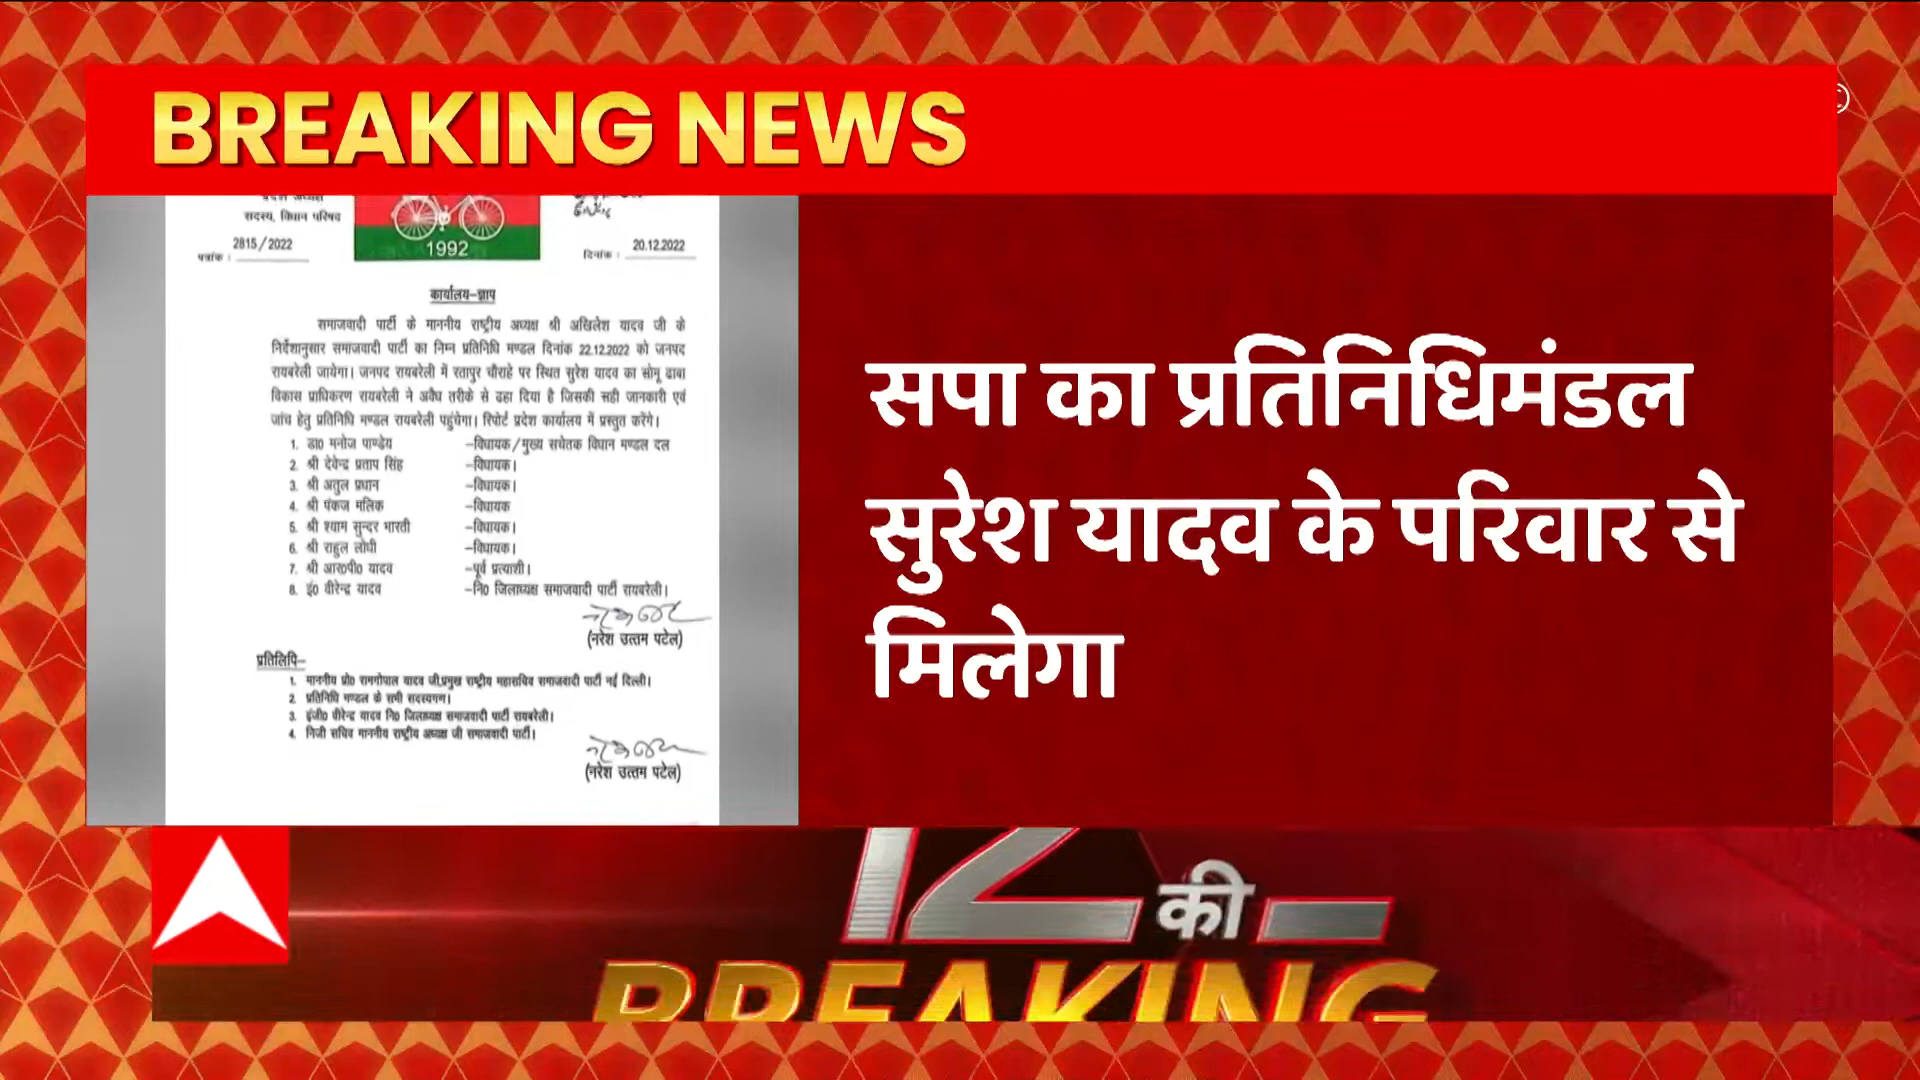 BREAKING NEWS
सदस्य, विधान परिषद
1992
पत्रांक : 2815/2022
दिनांक : 20.12.2022
कार्यालय-ज्ञाप
समाजवादी पार्टी के माननीय राष्ट्रीय अध्यक्ष श्री अखिलेश यादव जी के
निर्देशानुसार समाजवादी पार्टी का निम्न प्रतिनिधि मण्डल दिनांक 22.12.2022 को जनपद
रायबरेली जायेगा। जनपद रायबरेली में रतापुर चौराहे पर स्थित सुरेश यादव का सोनू ढाबा
विकास प्राधिकरण रायबरेली ने अवैध तरीके से ढहा दिया है जिसकी सही जानकारी एवं
जांच हेतु प्रतिनिधि मण्डल रायबरेली पहुंचेगा। रिपोर्ट प्रदेश कार्यालय में प्रस्तुत करेंगे।
1. डा0 मनोज पाण्डेय -विधायक/मुख्य सचेतक विधान मण्डल दल
2. श्री देवेन्द्र प्रताप सिंह -विधायक।
3. श्री अतुल प्रधान -विधायक।
4. श्री पंकज मलिक -विधायक
5. श्री श्याम सुन्दर भारती -विधायक।
6. श्री राहुल लोधी -विधायक।
7. श्री आर0पी0 यादव -पूर्व प्रत्याशी।
8. इं0 वीरेन्द्र यादव -नि0 जिलाध्यक्ष समाजवादी पार्टी रायबरेली।
(नरेश उत्तम पटेल)
प्रतिलिपि-
1. माननीय प्रो0 रामगोपाल यादव जी,प्रमुख राष्ट्रीय महासचिव समाजवादी पार्टी नई दिल्ली।
2. प्रतिनिधि मण्डल के सभी सदस्यगण।
3. इंजी0 वीरेन्द्र यादव नि0 जिलाध्यक्ष समाजवादी पार्टी रायबरेली।
4. निजी सचिव माननीय राष्ट्रीय अध्यक्ष जी समाजवादी पार्टी।
(नरेश उत्तम पटेल)
सपा का प्रतिनिधिमंडल
सुरेश यादव के परिवार से
मिलेगा
12 की
BREAKING